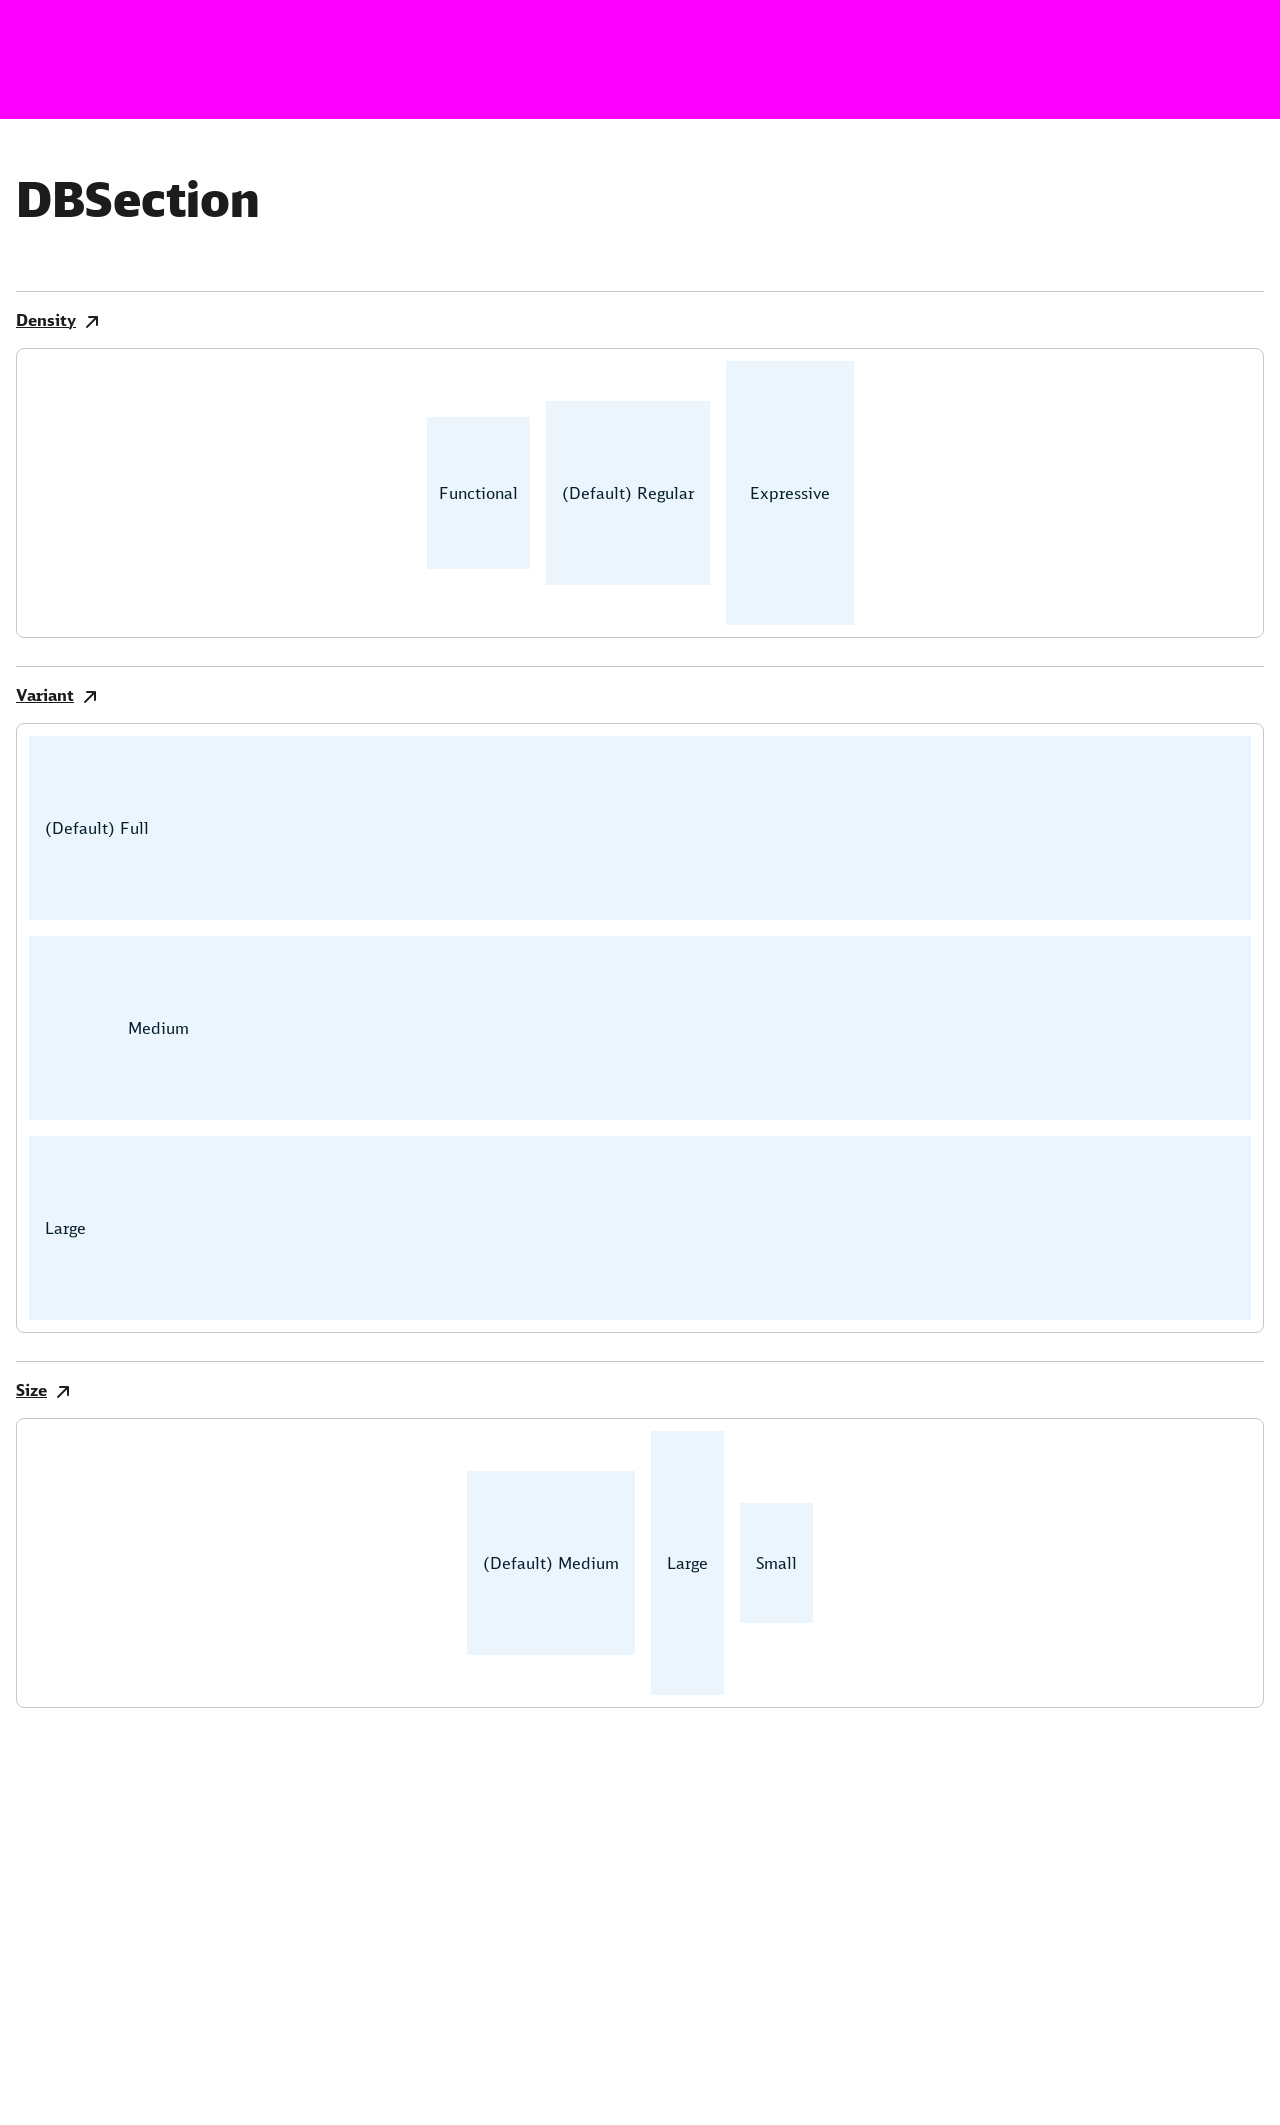 DBSection
Density
Functional
(Default) Regular
Expressive
Variant
(Default) Full
Medium
Large
Size
(Default) Medium
Large
Small